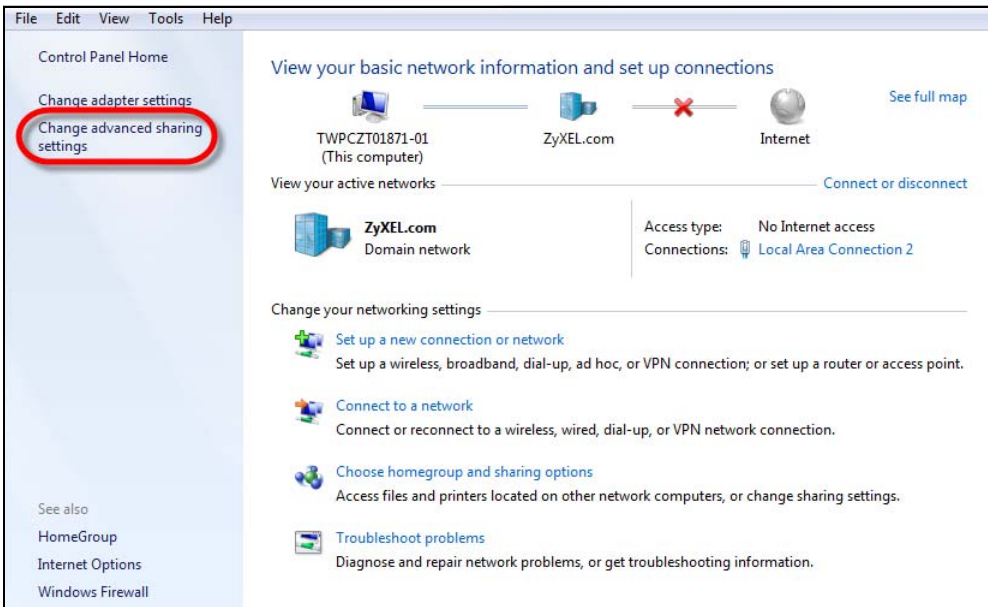 File Edit View Tools Help
Control Panel Home
Change adapter settings
Change advanced sharing
settings
See also
HomeGroup
Internet Options
Windows Firewall
View your basic network information and set up connections
See full map
TWPCZT01871-01
(This computer)
ZyXEL.com
Internet
View your active networks
Connect or disconnect
ZyXEL.com
Domain network
Access type: No Internet access
Connections: Local Area Connection 2
Change your networking settings
Set up a new connection or network
Set up a wireless, broadband, dial-up, ad hoc, or VPN connection; or set up a router or access point.
Connect to a network
Connect or reconnect to a wireless, wired, dial-up, or VPN network connection.
Choose homegroup and sharing options
Access files and printers located on other network computers, or change sharing settings.
Troubleshoot problems
Diagnose and repair network problems, or get troubleshooting information.